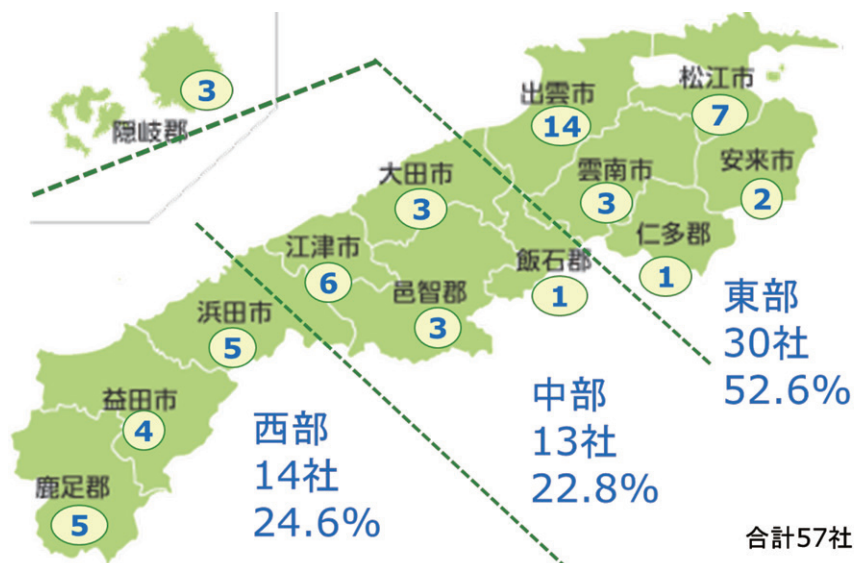 3
隠岐郡
出雲市
14
松江市
7
安来市
2
雲南市
3
仁多郡
1
大田市
3
飯石郡
1
江津市
6
邑智郡
3
浜田市
5
益田市
4
鹿足郡
5
東部
30社
52.6%
中部
13社
22.8%
西部
14社
24.6%
合計57社